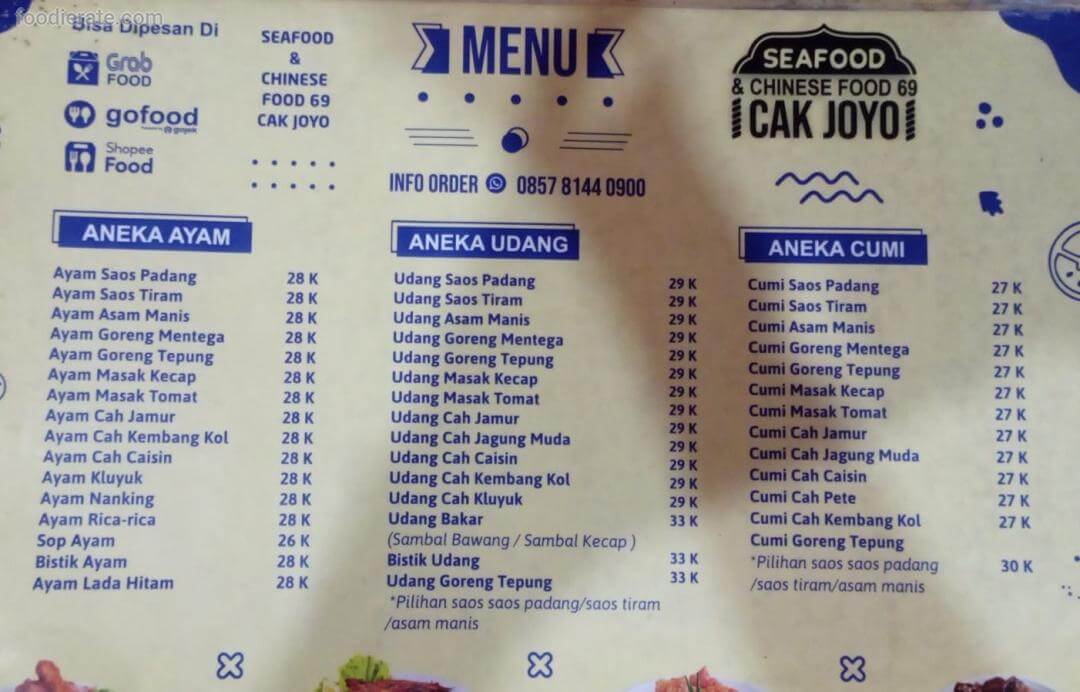 foodierate.com
Bisa Dipesan Di
Grab
FOOD
gofood
Powered by gojek
Shopee
Food
SEAFOOD
&
CHINESE
FOOD 69
CAK JOYO
MENU
INFO ORDER 0857 8144 0900
SEAFOOD
& CHINESE FOOD 69
CAK JOYO
ANEKA AYAM
Ayam Saos Padang 28 K
Ayam Saos Tiram 28 K
Ayam Asam Manis 28 K
Ayam Goreng Mentega 28 K
Ayam Goreng Tepung 28 K
Ayam Masak Kecap 28 K
Ayam Masak Tomat 28 K
Ayam Cah Jamur 28 K
Ayam Cah Kembang Kol 28 K
Ayam Cah Caisin 28 K
Ayam Kluyuk 28 K
Ayam Nanking 28 K
Ayam Rica-rica 28 K
Sop Ayam 26 K
Bistik Ayam 28 K
Ayam Lada Hitam 28 K
ANEKA UDANG
Udang Saos Padang 29 K
Udang Saos Tiram 29 K
Udang Asam Manis 29 K
Udang Goreng Mentega 29 K
Udang Goreng Tepung 29 K
Udang Masak Kecap 29 K
Udang Masak Tomat 29 K
Udang Cah Jamur 29 K
Udang Cah Jagung Muda 29 K
Udang Cah Caisin 29 K
Udang Cah Kembang Kol 29 K
Udang Cah Kluyuk 29 K
Udang Bakar 33 K
(Sambal Bawang / Sambal Kecap )
Bistik Udang 33 K
Udang Goreng Tepung 33 K
*Pilihan saos saos padang/saos tiram
/asam manis
ANEKA CUMI
Cumi Saos Padang 27 K
Cumi Saos Tiram 27 K
Cumi Asam Manis 27 K
Cumi Goreng Mentega 27 K
Cumi Goreng Tepung 27 K
Cumi Masak Kecap 27 K
Cumi Masak Tomat 27 K
Cumi Cah Jamur 27 K
Cumi Cah Jagung Muda 27 K
Cumi Cah Caisin 27 K
Cumi Cah Pete 27 K
Cumi Cah Kembang Kol 27 K
Cumi Goreng Tepung
*Pilihan saos saos padang 30 K
/saos tiram/asam manis